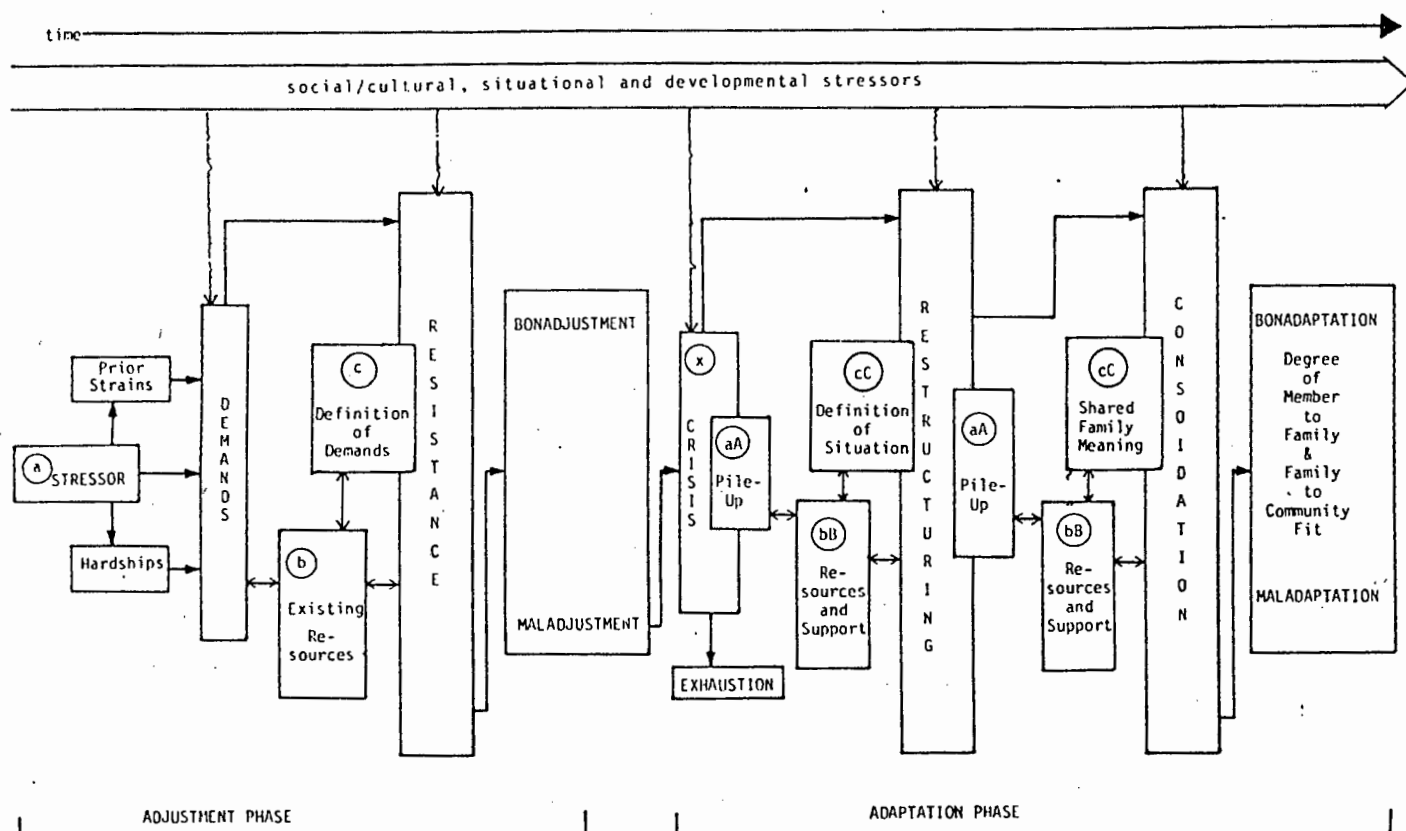 time
social/cultural, situational and developmental stressors
Prior
Strains
a STRESSOR
Hardships
DEMANDS
c
Definition
of
Demands
b
Existing
Re-
sources
RESISTANCE
BONADJUSTMENT
MALADJUSTMENT
x
CRISIS
aA
Pile-
Up
EXHAUSTION
cC
Definition
of
Situation
bB
Re-
sources
and
Support
RESTRUCTURING
aA
Pile-
Up
cC
Shared
Family
Meaning
bB
Re-
sources
and
Support
CONSOIDATION
BONADAPTATION
Degree
of
Member
to
Family
&
Family
to
Community
Fit
MALADAPTATION
ADJUSTMENT PHASE
ADAPTATION PHASE